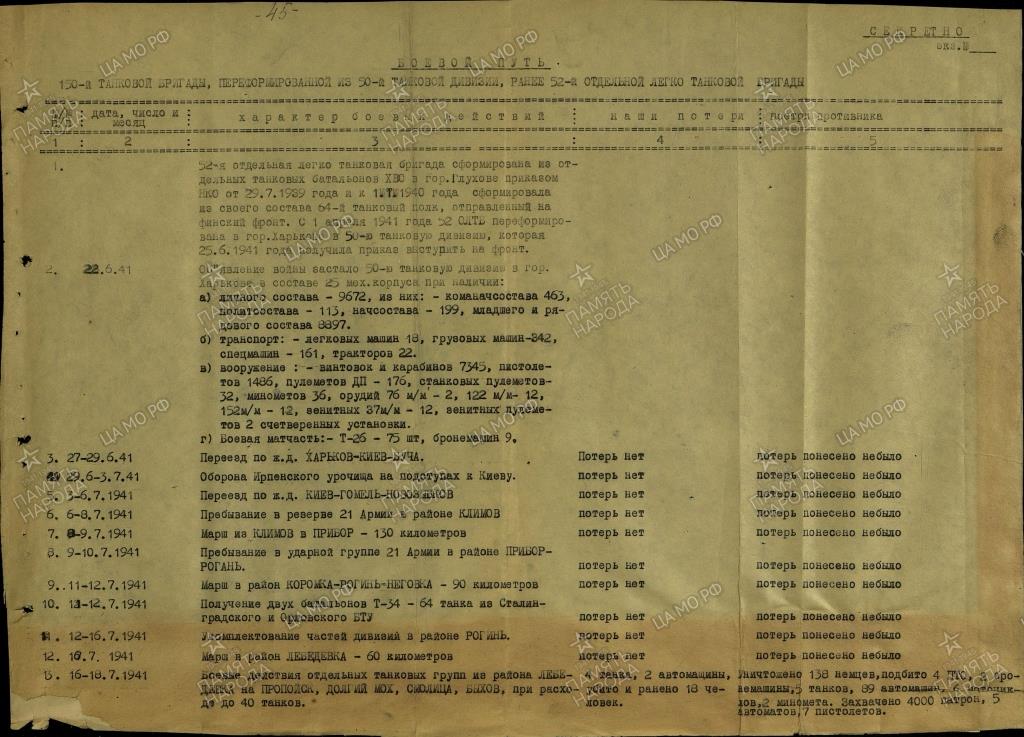 -45-
СЕКРЕТНО
экз.№
БОЕВОЙ ПУТЬ.
150-й ТАНКОВОЙ БРИГАДЫ, ПЕРЕФОРМИРОВАННОЙ ИЗ 50-й ТАНКОВОЙ ДИВИЗИИ, РАНЕЕ 52-й ОТДЕЛЬНОЙ ЛЕГКО ТАНКОВОЙ БРИГАДЫ
№/№ п/п : дата, число и месяц : характер боевых действий : наши потери : потери противника
1 : 2 : 3 : 4 : 5
1. 52-я отдельная легко танковая бригада сформирована из от-
дельных танковых батальонов ХВО в гор.Глухове приказом
НКО от 29.7.1939 года и к 1940 года сформировала
из своего состава 64-й танковый полк, отправленный на
финский фронт. С 1 апреля 1941 года 52 ОЛТБ переформиро-
вана в гор.Харькове в 50-ю танковую дивизию, которая
25.6.1941 года получила приказ выступить на фронт.
2. 22.6.41 Объявление войны застало 50-ю танковую дивизию в гор.
Харькове в составе 25 мех.корпуса при наличии:
а) личного состава - 9672, из них: - команачсостава 463,
политсостава - 113, начсостава - 199, младшего и ря-
дового состава 8897.
б) транспорт: - легковых машин 18, грузовых машин-342,
спецмашин - 161, тракторов 22.
в) вооружение : - винтовок и карабинов 7345, пистоле-
тов 1486, пулеметов ДП - 176, станковых пулеметов-
32, минометов 36, орудий 76 м/м - 2, 122 м/м- 12,
152м/м - 12, зенитных 37м/м - 12, зенитных пулеме-
тов 2 счетверенных установки.
г) Боевая матчасть:- Т-26 - 75 шт, бронемашин 9.
3. 27-29.6.41 Переезд по ж.д. ХАРЬКОВ-КИЕВ-БУЧА. Потерь нет потерь понесено небыло
29.6-3.7.41 Оборона Ирпенского урочища на подступах к Киеву. потерь нет потерь понесено небыло
5. 3-6.7.1941 Переезд по ж.д. КИЕВ-ГОМЕЛЬ-НОВОЗЫБКОВ потерь нет потерь понесено небыло
6. 6-8.7.1941 Пребывание в резерве 21 Армии в районе КЛИМОВ потерь нет потерь понесено небыло
7. 8-9.7.1941 Марш из КЛИМОВ в ПРИБОР - 130 километров потерь нет потерь понесено небыло
8. 9-10.7.1941 Пребывание в ударной группе 21 Армии в районе ПРИБОР-
РОГАНЬ. потерь нет потерь понесено небыло
9. 11-12.7.1941 Марш в район КОРОМКА-РОГИНЬ-НЕГОВКА - 90 километров потерь нет потерь понесено небыло
10. 11-12.7.1941 Получение двух батальонов Т-34 - 64 танка из Сталин-
градского и Орловского БТУ потерь нет потерь понесено небыло
11. 12-16.7.1941 Укомплектование частей дивизий в районе РОГИНЬ. потерь нет потерь понесено небыло
12. 16.7. 1941 Марш в район ЛЕБЕДЕВКА - 60 километров потерь нет потерь понесено небыло
13. 16-18.7.1941 Боевые действия отдельных танковых групп из района ЛЕБЕ- 4 танка, 2 автомашины, Уничтожено 138 немцев,подбито 4 ПТО, 2 бро-
ДЕВКА на ПРОПОЙСК, ДОЛГИЙ МОХ, СМОЛИЦА, БЫХОВ, при расхо- убито и ранено 18 че- немашины,5 танков, 89 автомашин, 6 мотоцик-
де до 40 танков. ловек. лов,2 миномета. Захвачено 4000 патрон, 5
автоматов,7 пистолетов.
ПАМЯТЬ НАРОДА
ЦА МО РФ